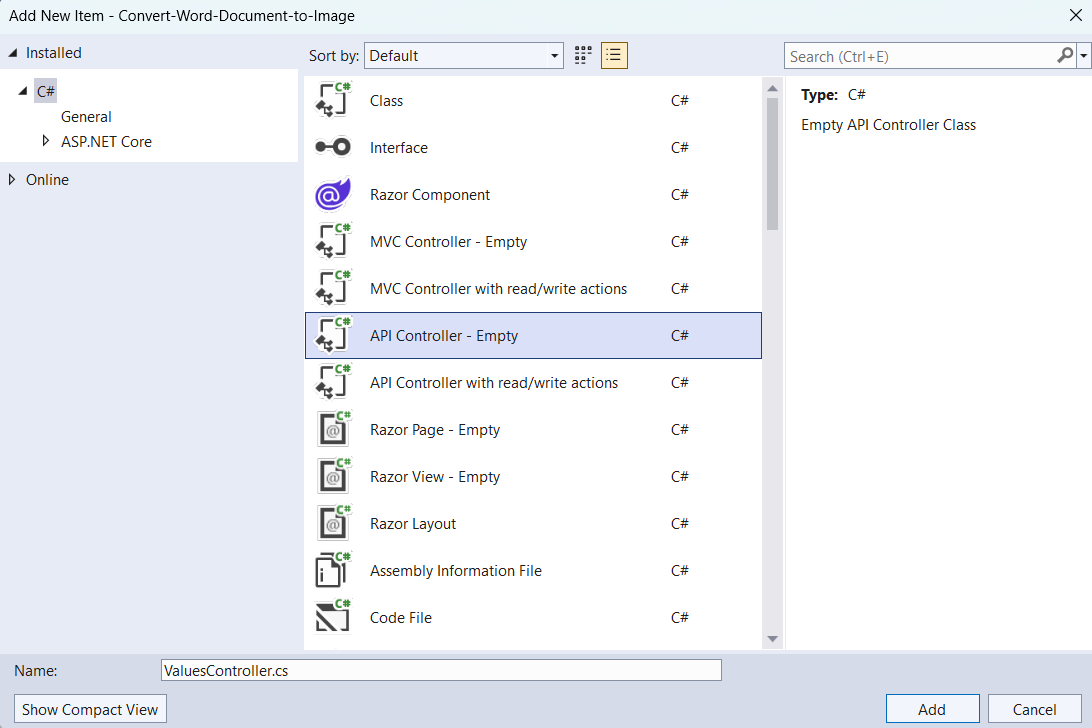 Add New Item - Convert-Word-Document-to-Image
Installed
C#
General
ASP.NET Core
Online
Sort by: Default
Search (Ctrl+E)
Class C#
Interface C#
Razor Component C#
MVC Controller - Empty C#
MVC Controller with read/write actions C#
API Controller - Empty C#
API Controller with read/write actions C#
Razor Page - Empty C#
Razor View - Empty C#
Razor Layout C#
Assembly Information File C#
Code File C#
Type: C#
Empty API Controller Class
Name: ValuesController.cs
Show Compact View
Add
Cancel